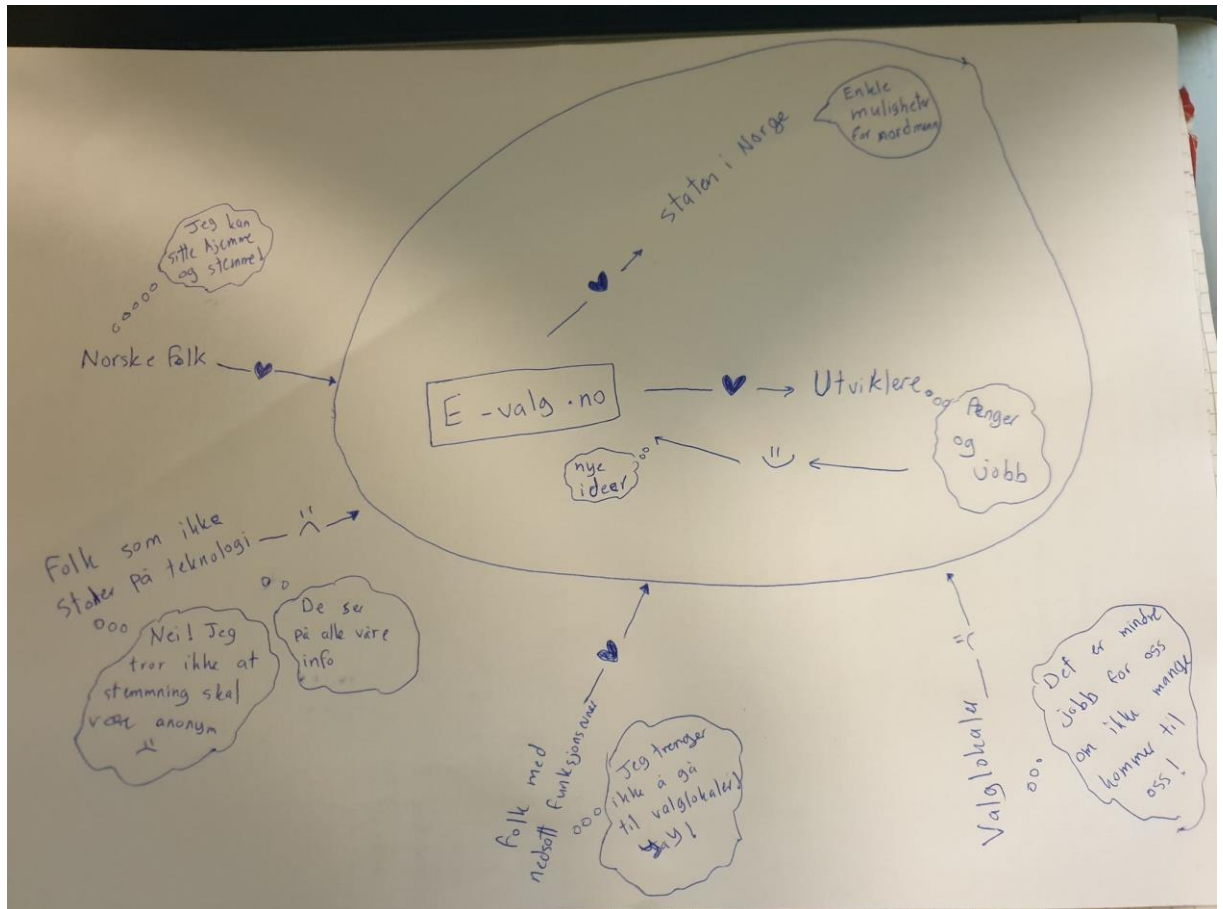 Enkle
muligheter
for nordmenn
staten i Norge
Jeg kan
sitte hjemme
og stemme!
Norske folk
E-valg.no
Utviklere
Penger
og
jobb
nye
ideer
Folk som ikke
stoler på teknologi
De ser
på alle våre
info
Nei! Jeg
tror ikke at
stemmning skal
være anonym
folk med
nedsatt funksjonsevner
Jeg trenger
ikke å gå
til valglokaler!
Yay!
Valglokaler
Det er mindre
jobb for oss
om ikke mange
kommer til
oss!